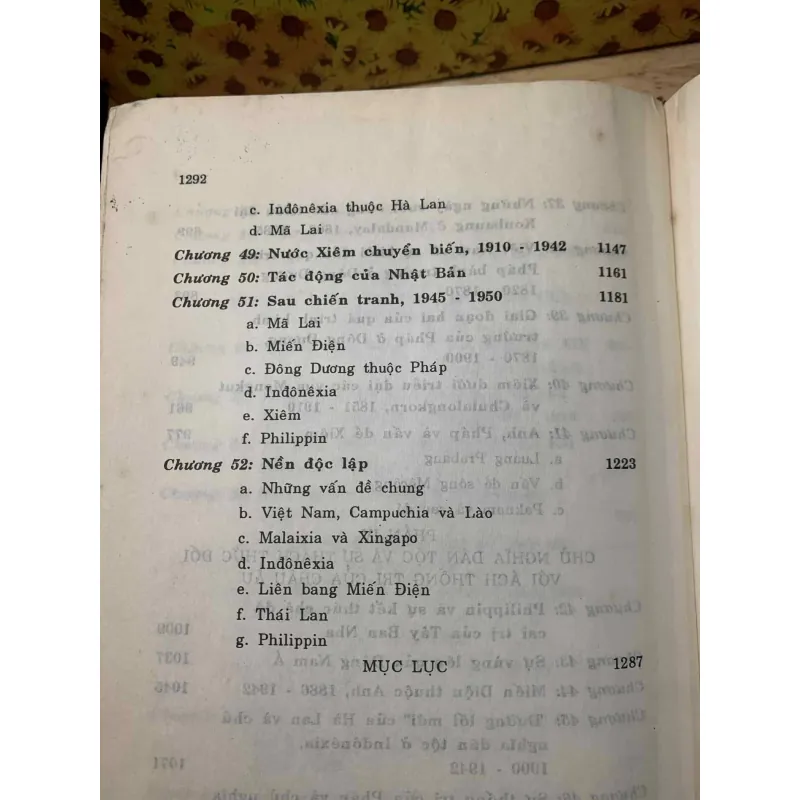 1292
c. Inđônêxia thuộc Hà Lan
d. Mã Lai
Chương 49: Nước Xiêm chuyển biến, 1910 - 1942 1147
Chương 50: Tác động của Nhật Bản 1161
Chương 51: Sau chiến tranh, 1945 - 1950 1181
a. Mã Lai
b. Miến Điện
c. Đông Dương thuộc Pháp
d. Inđônêxia
e. Xiêm
f. Philippin
Chương 52: Nền độc lập 1223
a. Những vấn đề chung
b. Việt Nam, Campuchia và Lào
c. Malaixia và Xingapo
d. Inđônêxia
e. Liên bang Miến Điện
f. Thái Lan
g. Philippin
MỤC LỤC 1287